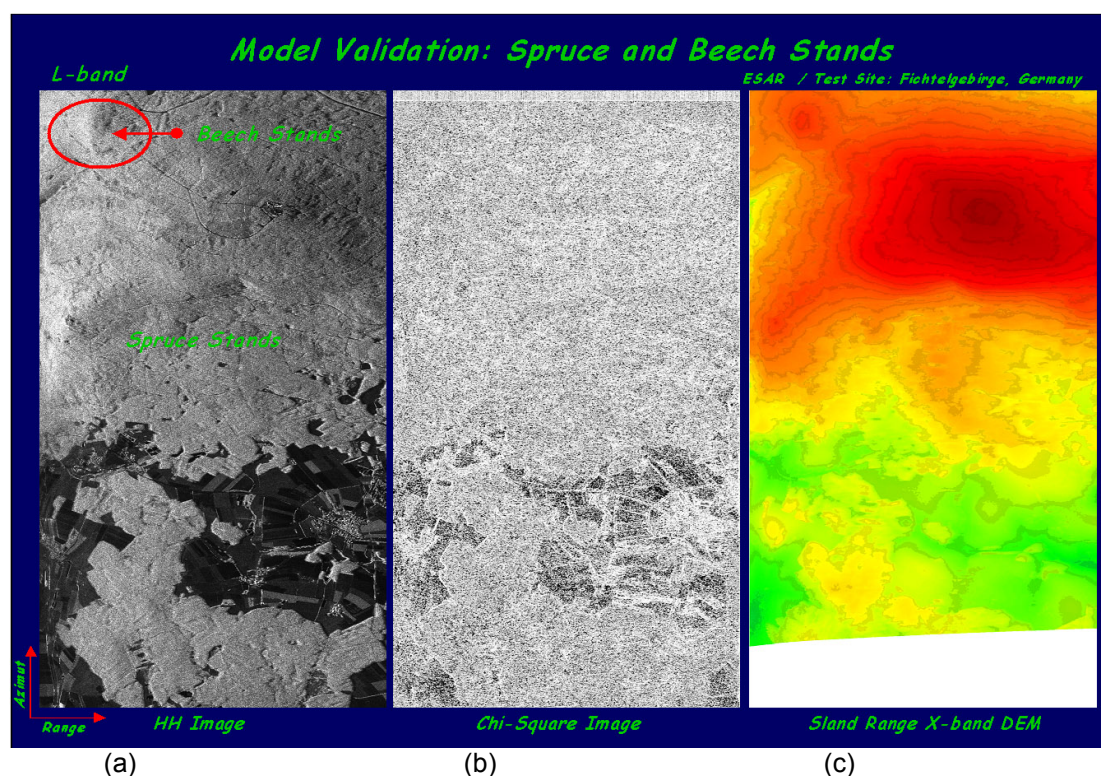 Model Validation: Spruce and Beech Stands
L-band
ESAR / Test Site: Fichtelgebirge, Germany
Beech Stands
Spruce Stands
Azimut
Range
HH Image
Chi-Square Image
Sland Range X-band DEM
(a)
(b)
(c)